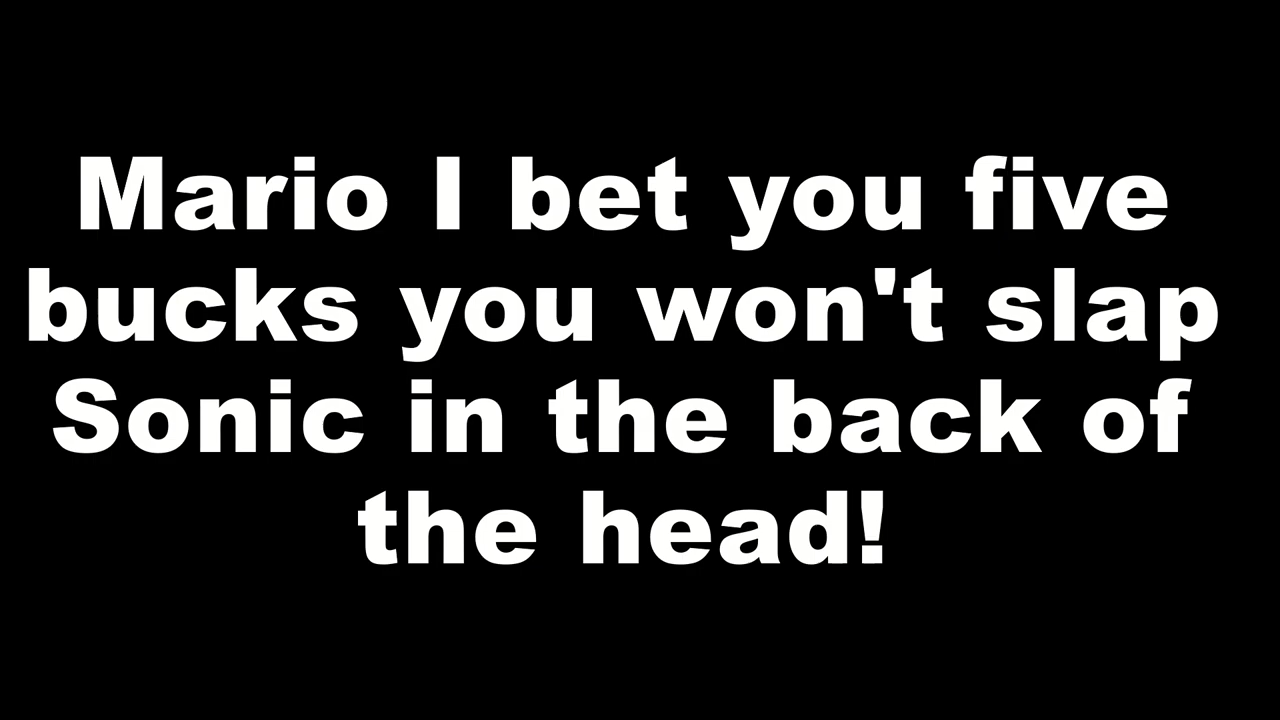 Mario I bet you five
bucks you won't slap
Sonic in the back of
the head!